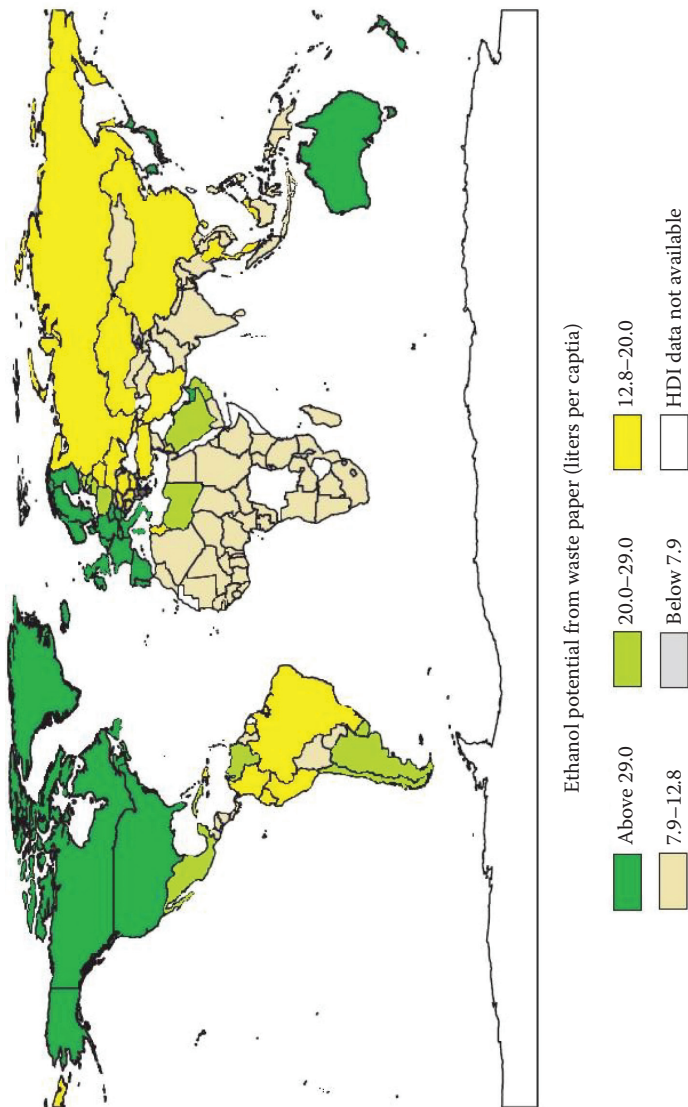 Ethanol potential from waste paper (liters per captia)
Above 29.0
20.0–29.0
12.8–20.0
7.9–12.8
Below 7.9
HDI data not available